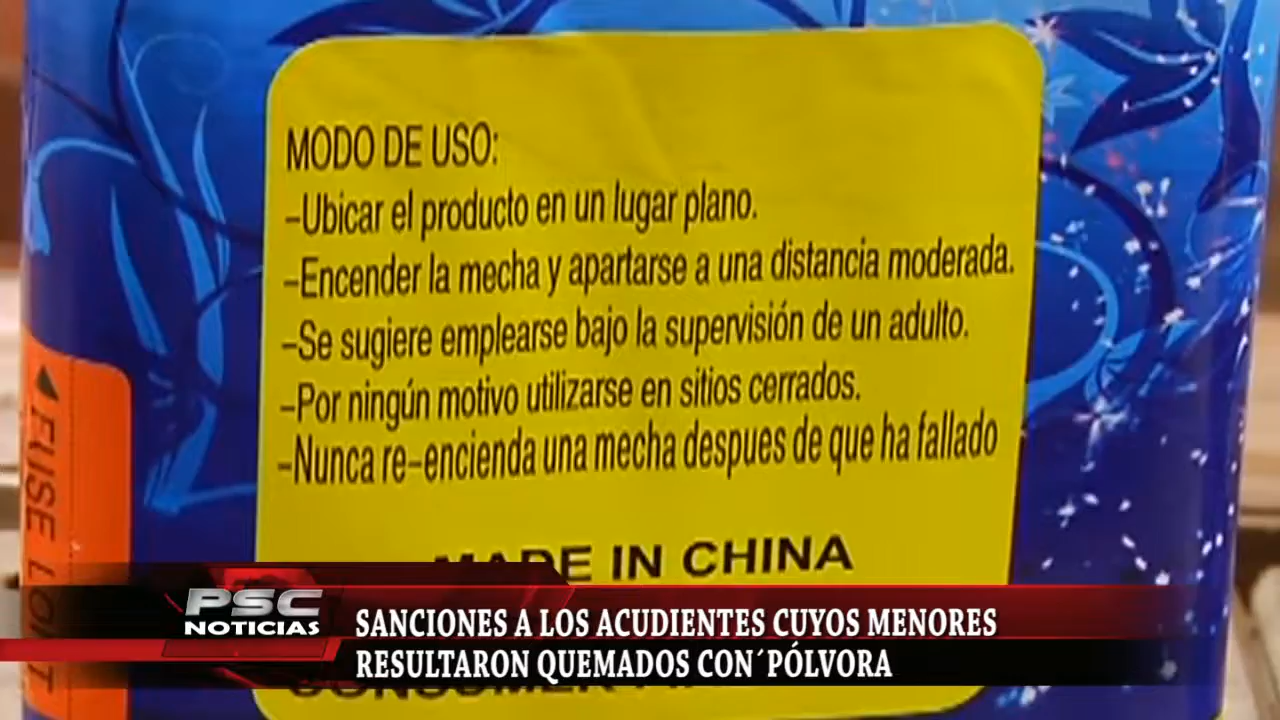 MODO DE USO:
-Ubicar el producto en un lugar plano.
-Encender la mecha y apartarse a una distancia moderada.
-Se sugiere emplearse bajo la supervisión de un adulto.
-Por ningún motivo utilizarse en sitios cerrados.
-Nunca re-encienda una mecha despues de que ha fallado
MADE IN CHINA
FUSE
PSC
NOTICIAS
SANCIONES A LOS ACUDIENTES CUYOS MENORES
RESULTARON QUEMADOS CON´PÓLVORA